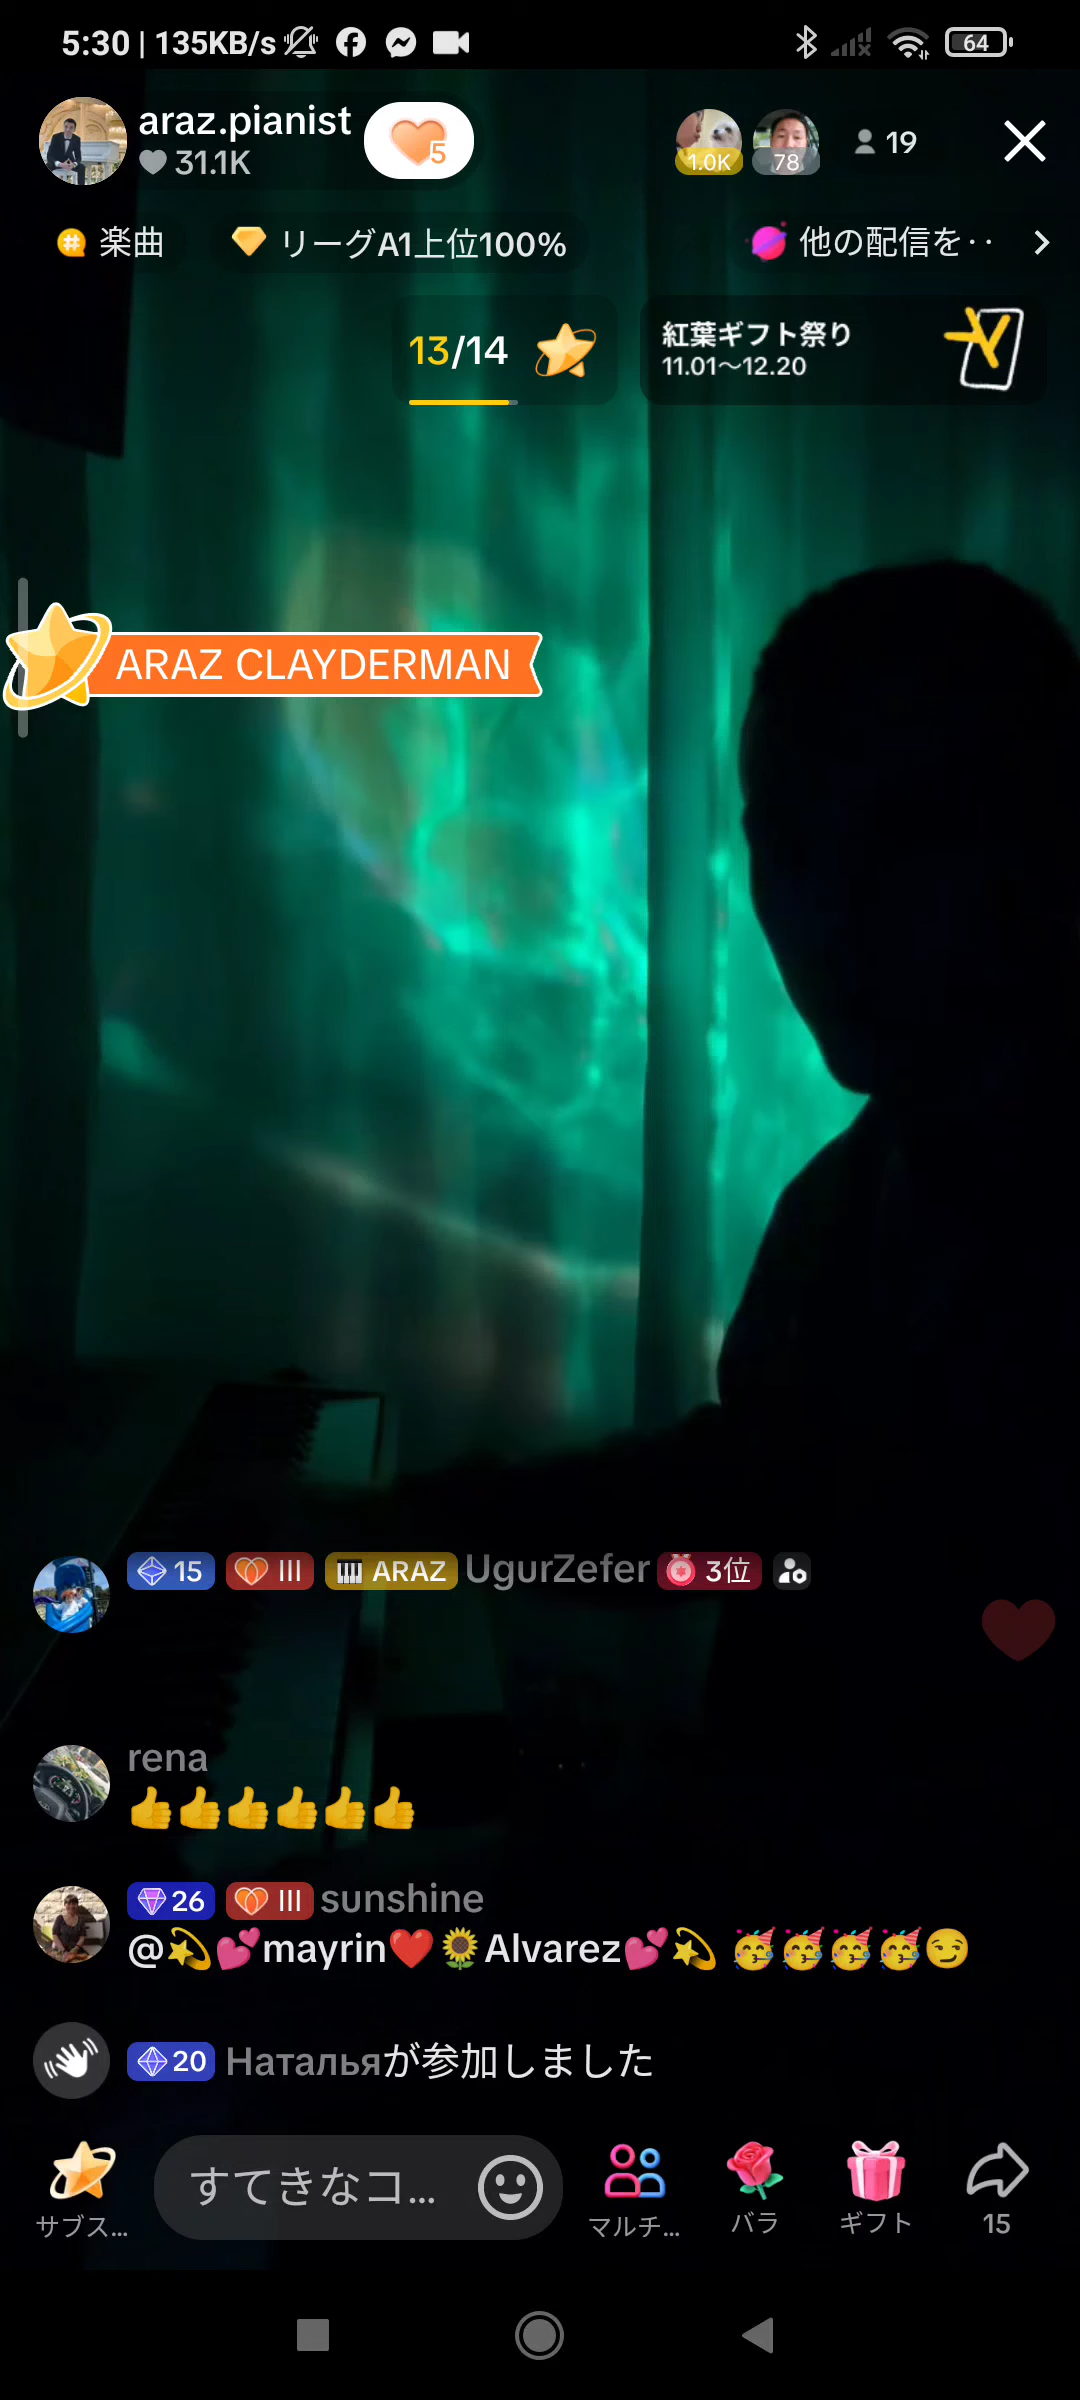 5:30 | 135KB/s
64
araz.pianist
31.1K
5
1.0K
78
19
楽曲
リーグA1上位100%
他の配信を‥
13/14
紅葉ギフト祭り
11.01〜12.20
ARAZ CLAYDERMAN
15 III ARAZ UgurZefer 3位
rena
👍👍👍👍👍👍
26 III sunshine
@💫💕mayrin❤️🌻Alvarez💕💫 🥳🥳🥳🥳😏
20 Натальяが参加しました
すてきなコ...
サブス...
マルチ...
バラ
ギフト
15